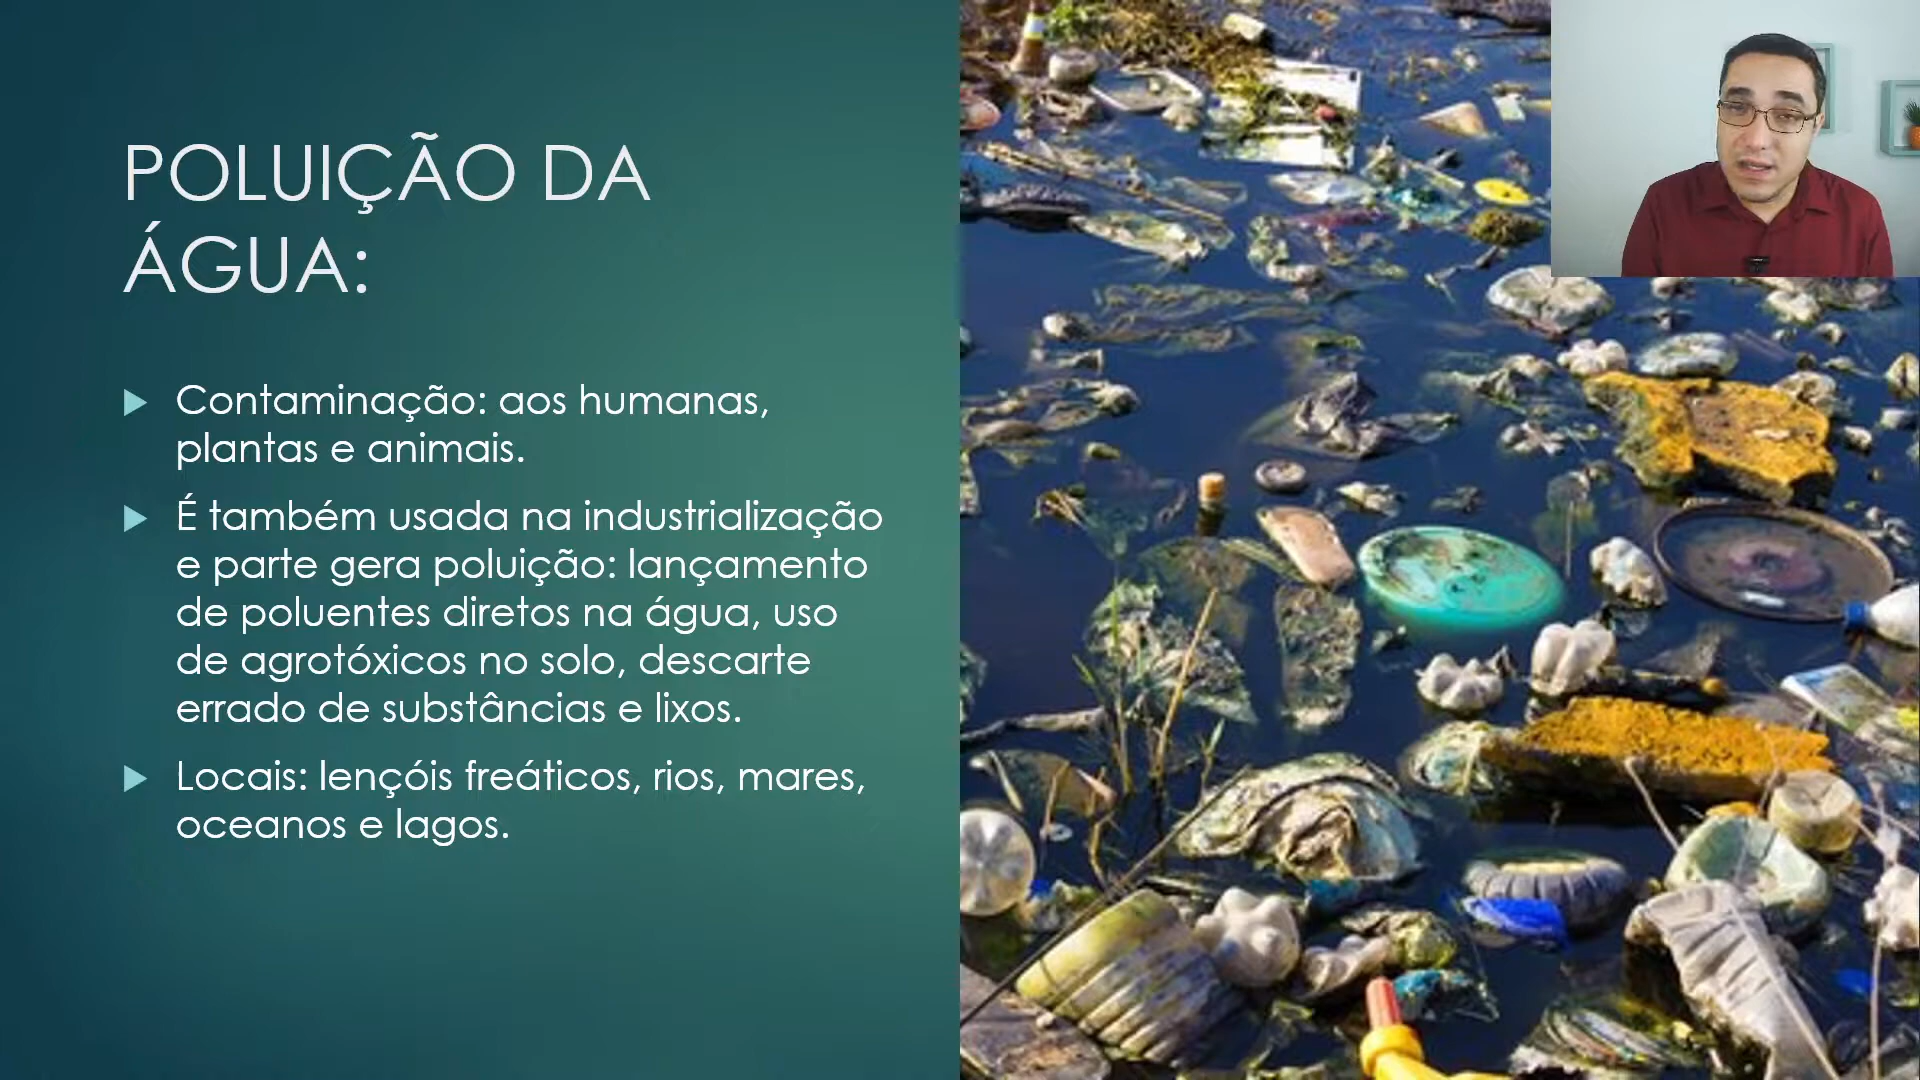 POLUIÇÃO DA
ÁGUA:
Contaminação: aos humanas,
plantas e animais.
É também usada na industrialização
e parte gera poluição: lançamento
de poluentes diretos na água, uso
de agrotóxicos no solo, descarte
errado de substâncias e lixos.
Locais: lençóis freáticos, rios, mares,
oceanos e lagos.